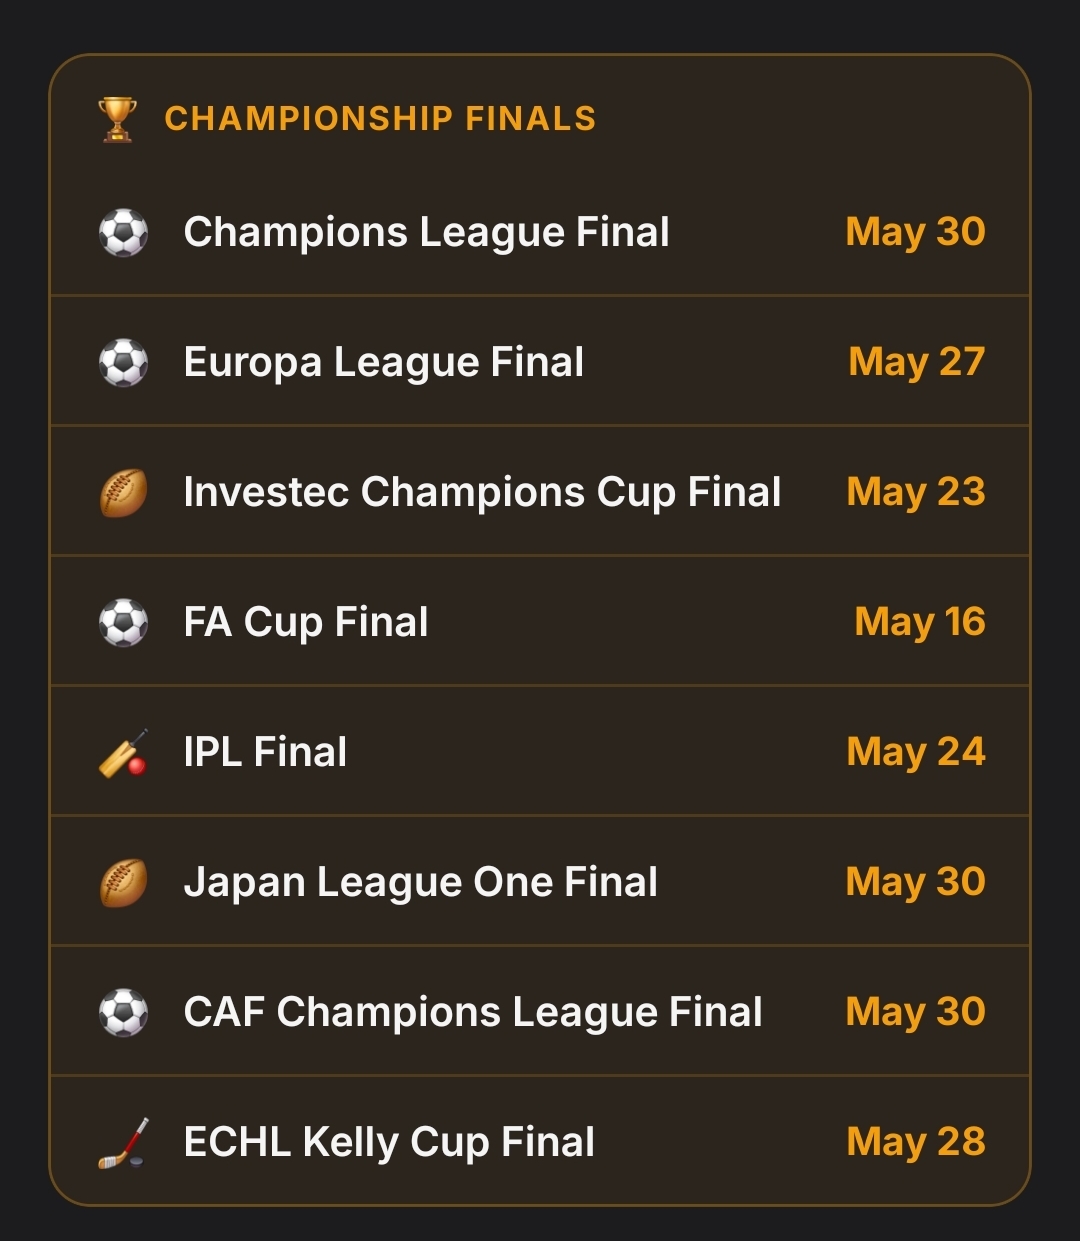 CHAMPIONSHIP FINALS
Champions League Final May 30
Europa League Final May 27
Investec Champions Cup Final May 23
FA Cup Final May 16
IPL Final May 24
Japan League One Final May 30
CAF Champions League Final May 30
ECHL Kelly Cup Final May 28